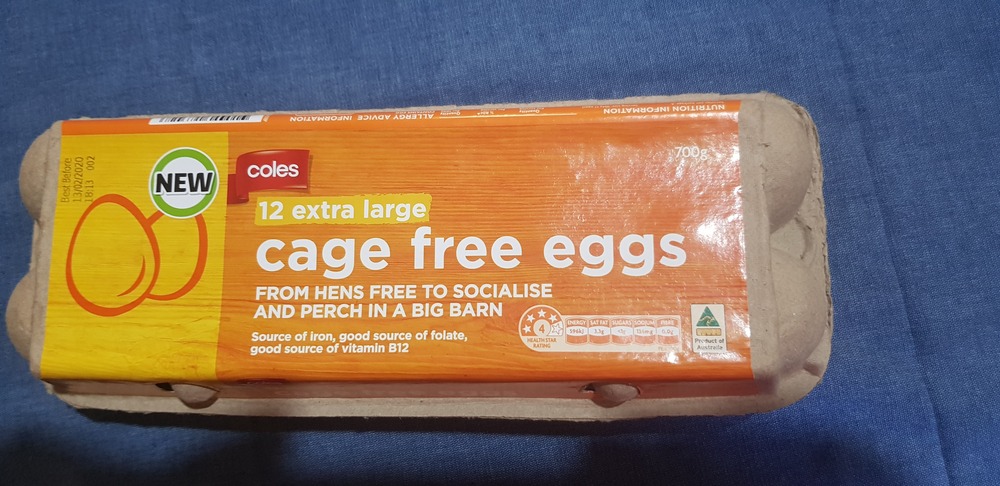 NUTRITION INFORMATION
ALLERGY ADVICE
INFORMATION
Best Before
13/02/2020
18:13 002
NEW
coles
700g
12 extra large
cage free eggs
FROM HENS FREE TO SOCIALISE
AND PERCH IN A BIG BARN
Source of iron, good source of folate,
good source of vitamin B12
4
HEALTH STAR
RATING
ENERGY SAT FAT SUGARS SODIUM
Product of
Australia